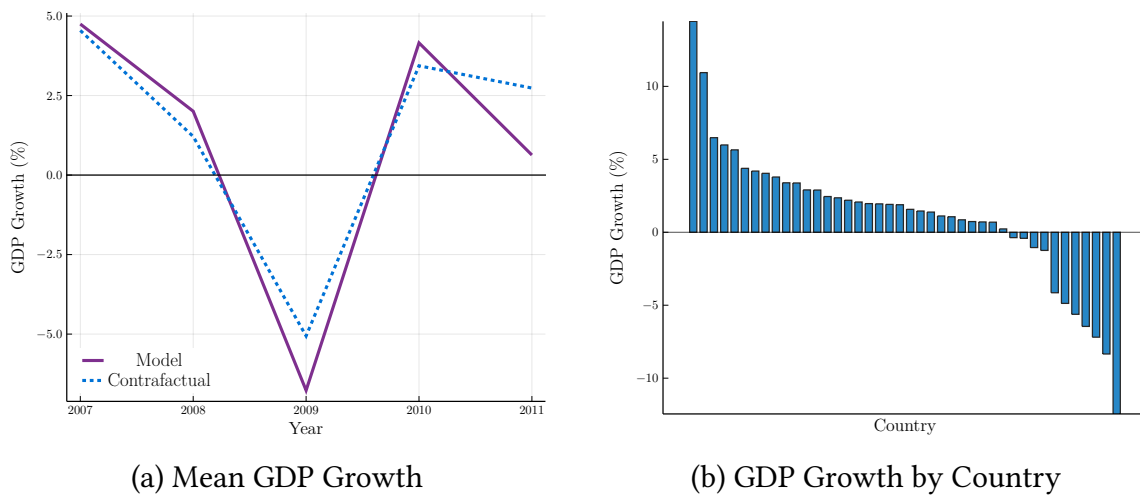 5.0
2.5
0.0
−2.5
−5.0
GDP Growth (%)
Model
Contrafactual
2007 2008 2009 2010 2011
Year
(a) Mean GDP Growth
10
5
0
−5
−10
GDP Growth (%)
Country
(b) GDP Growth by Country